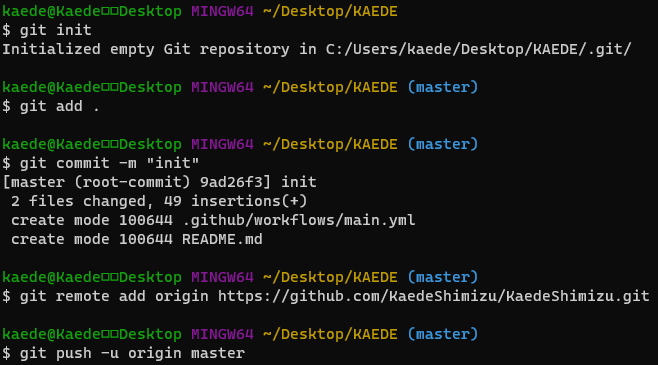 kaede@Kaede□□Desktop MINGW64 ~/Desktop/KAEDE
$ git init
Initialized empty Git repository in C:/Users/kaede/Desktop/KAEDE/.git/
kaede@Kaede□□Desktop MINGW64 ~/Desktop/KAEDE (master)
$ git add .
kaede@Kaede□□Desktop MINGW64 ~/Desktop/KAEDE (master)
$ git commit -m "init"
[master (root-commit) 9ad26f3] init
 2 files changed, 49 insertions(+)
 create mode 100644 .github/workflows/main.yml
 create mode 100644 README.md
kaede@Kaede□□Desktop MINGW64 ~/Desktop/KAEDE (master)
$ git remote add origin https://github.com/KaedeShimizu/KaedeShimizu.git
kaede@Kaede□□Desktop MINGW64 ~/Desktop/KAEDE (master)
$ git push -u origin master